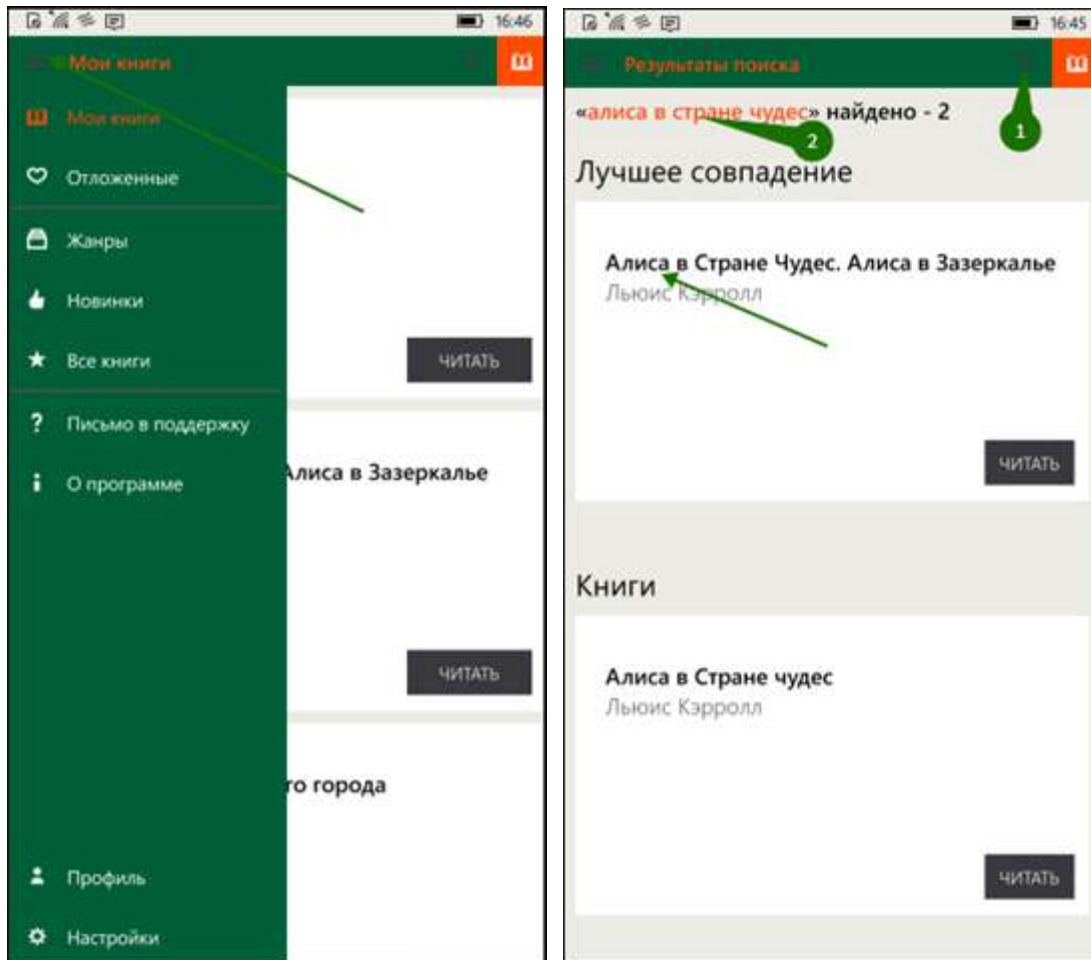 16:46
Мои книги
Мои книги
Отложенные
Жанры
Новинки
Все книги
Письмо в поддержку
О программе
Профиль
Настройки
ЧИТАТЬ
Алиса в Зазеркалье
ЧИТАТЬ
го города
16:45
Результаты поиска
1
«алиса в стране чудес» найдено - 2
2
Лучшее совпадение
Алиса в Стране Чудес. Алиса в Зазеркалье
Льюис Кэрролл
ЧИТАТЬ
Книги
Алиса в Стране чудес
Льюис Кэрролл
ЧИТАТЬ